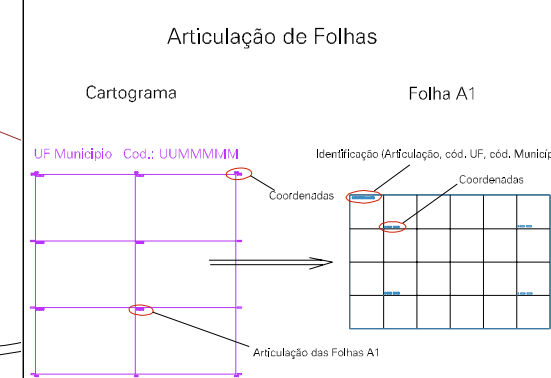 Articulação de Folhas
Cartograma
Folha A1
UF Municipio Cod.: UUMMMMM
Identificação (Articulação, cód. UF, cód. Municíp
Coordenadas
Coordenadas
Articulação das Folhas A1